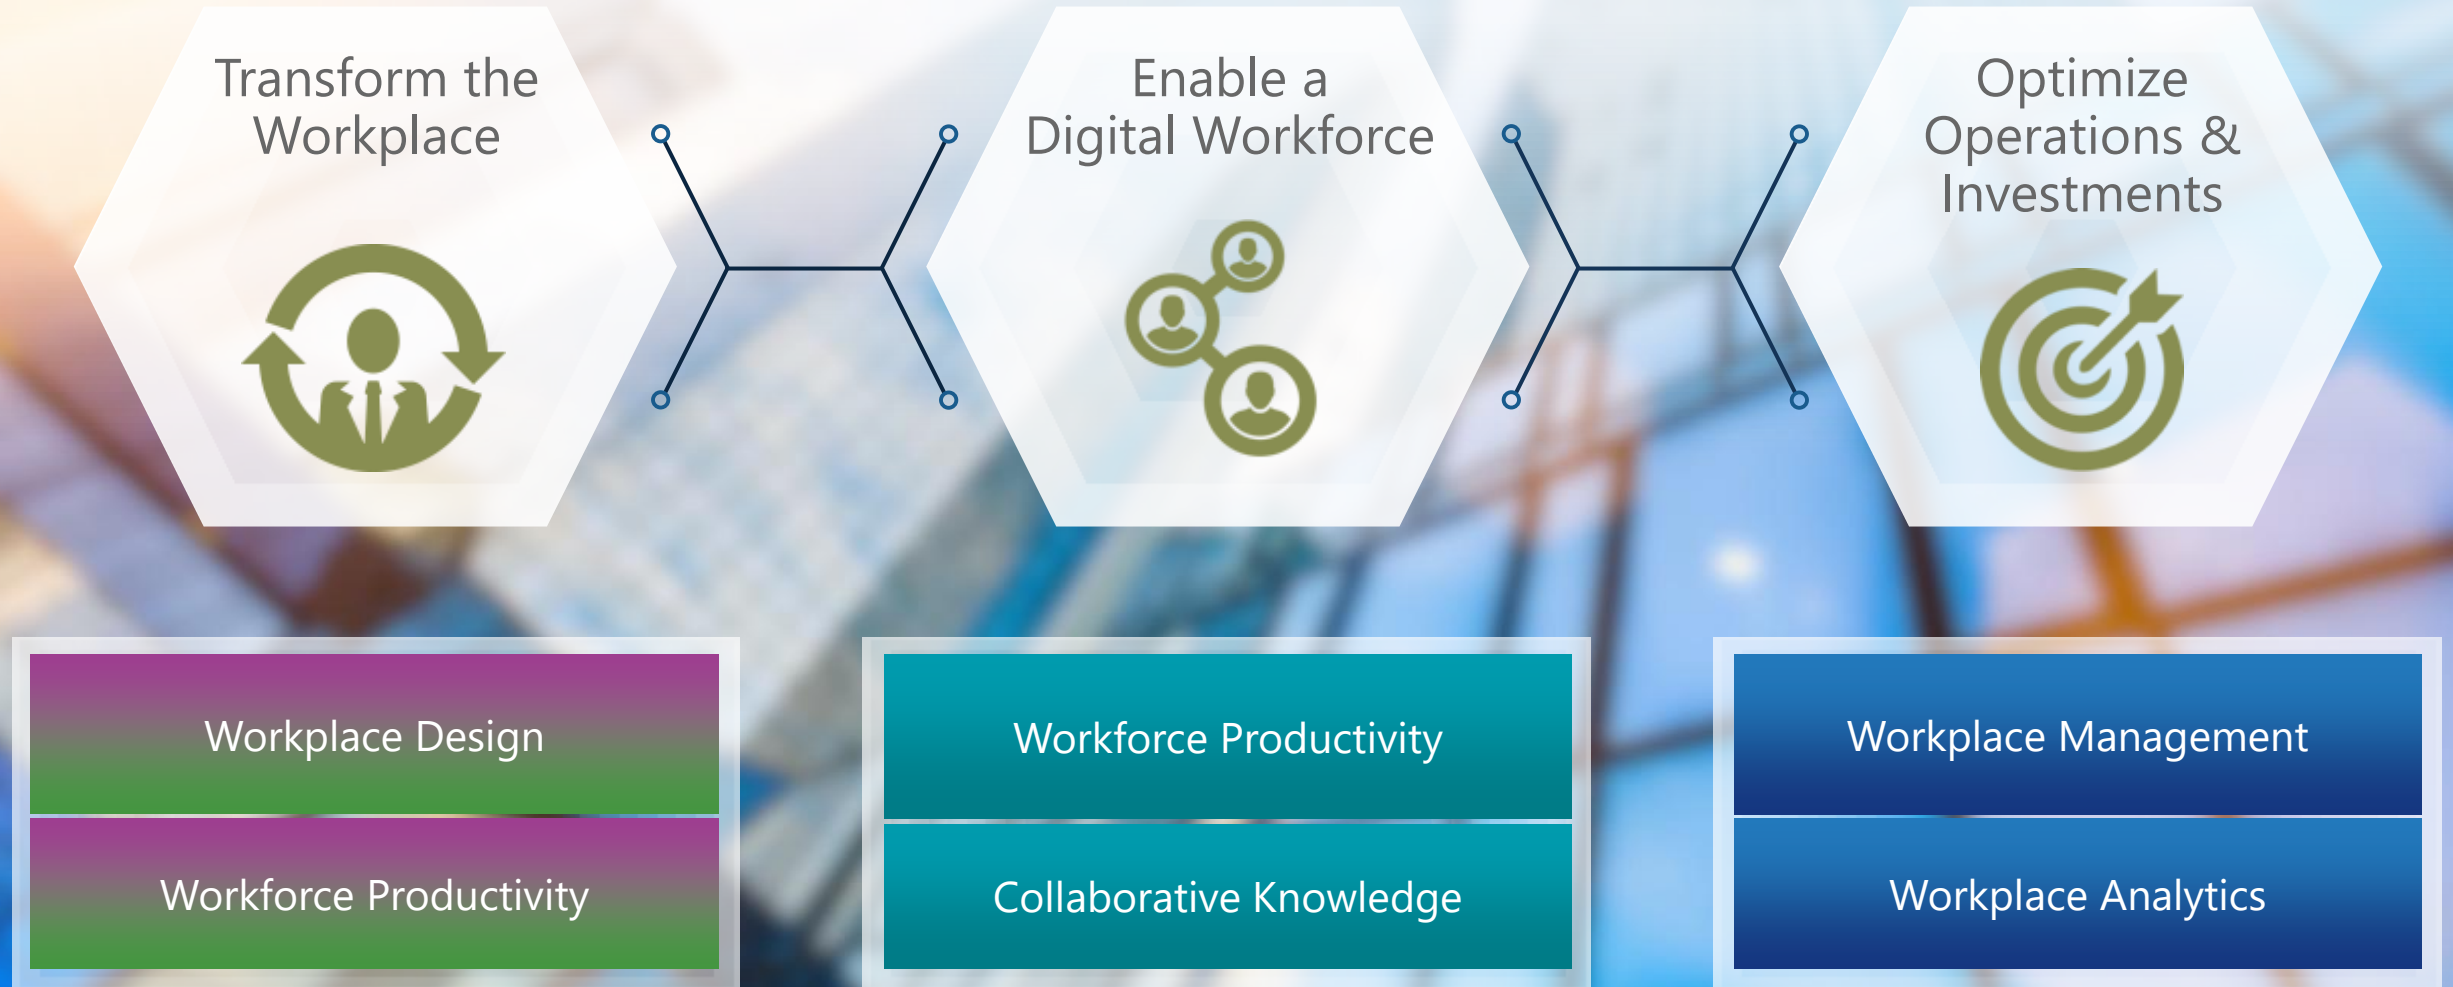 Transform the
Workplace
Enable a
Digital Workforce
Optimize
Operations &
Investments
Workplace Design
Workforce Productivity
Workforce Productivity
Collaborative Knowledge
Workplace Management
Workplace Analytics